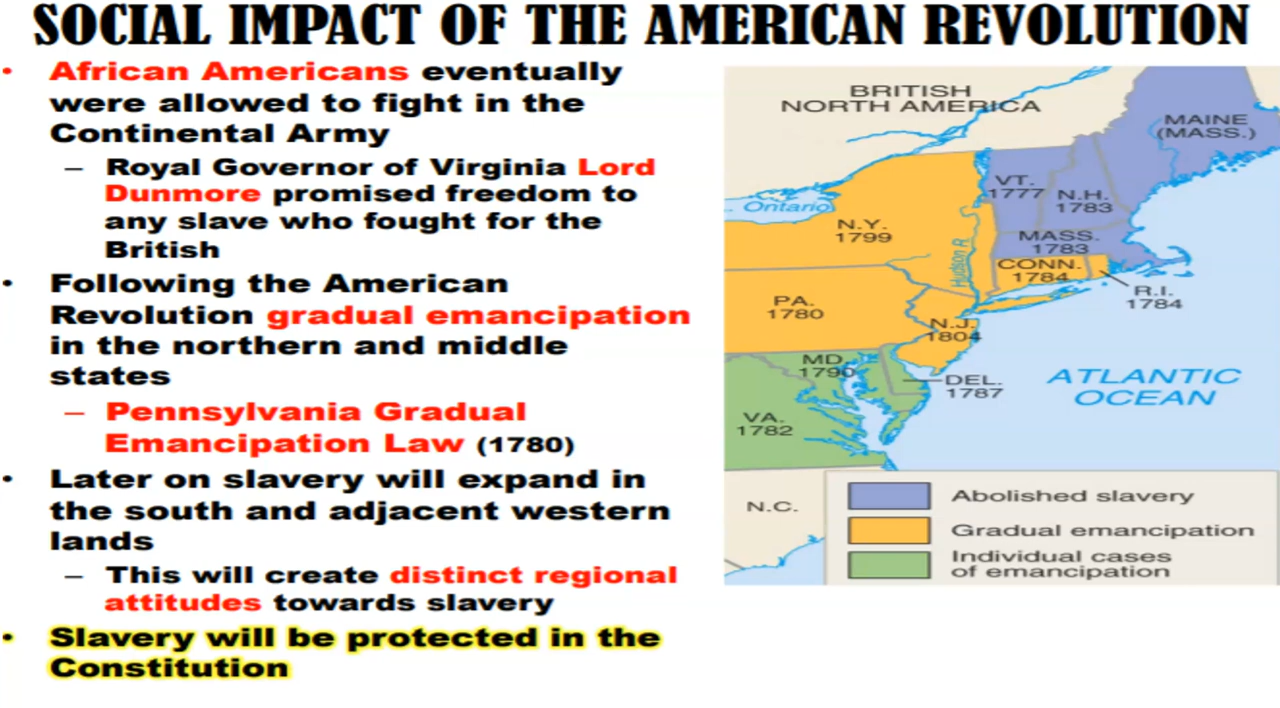 SOCIAL IMPACT OF THE AMERICAN REVOLUTION
• African Americans eventually
were allowed to fight in the
Continental Army
– Royal Governor of Virginia Lord
Dunmore promised freedom to
any slave who fought for the
British
• Following the American
Revolution gradual emancipation
in the northern and middle
states
– Pennsylvania Gradual
Emancipation Law (1780)
• Later on slavery will expand in
the south and adjacent western
lands
– This will create distinct regional
attitudes towards slavery
• Slavery will be protected in the
Constitution
BRITISH
NORTH AMERICA
MAINE
(MASS.)
VT.
1777
N.H.
1783
L. Ontario
N.Y.
1799
MASS.
1783
Hudson R.
CONN.
1784
R.I.
1784
PA.
1780
N.J.
1804
MD.
1790
DEL.
1787
ATLANTIC
OCEAN
VA.
1782
N.C.
Abolished slavery
Gradual emancipation
Individual cases
of emancipation